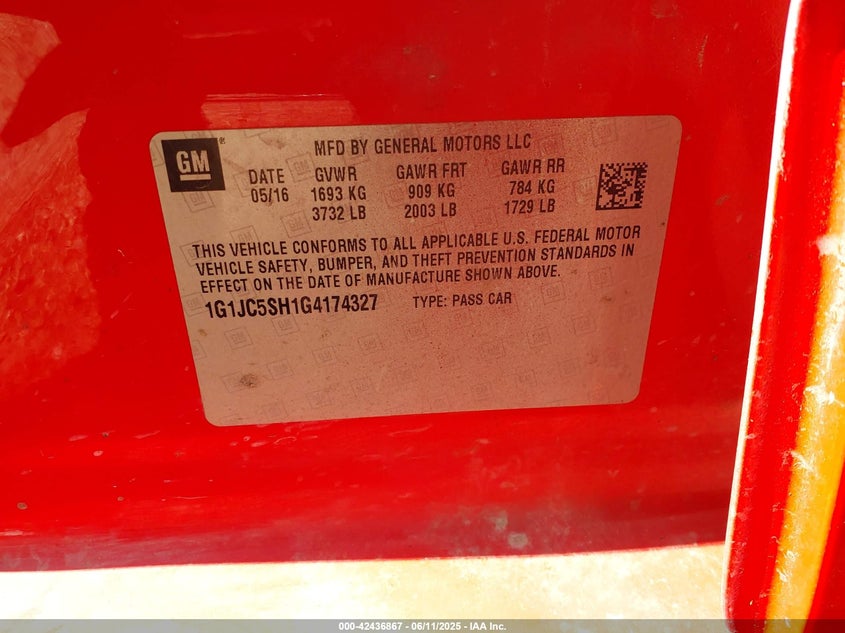 GM
MFD BY GENERAL MOTORS LLC
DATE GVWR GAWR FRT GAWR RR
05/16 1693 KG 909 KG 784 KG
3732 LB 2003 LB 1729 LB
THIS VEHICLE CONFORMS TO ALL APPLICABLE U.S. FEDERAL MOTOR
VEHICLE SAFETY, BUMPER, AND THEFT PREVENTION STANDARDS IN
EFFECT ON THE DATE OF MANUFACTURE SHOWN ABOVE.
1G1JC5SH1G4174327 TYPE: PASS CAR
000-42436867 - 06/11/2025 - IAA Inc.